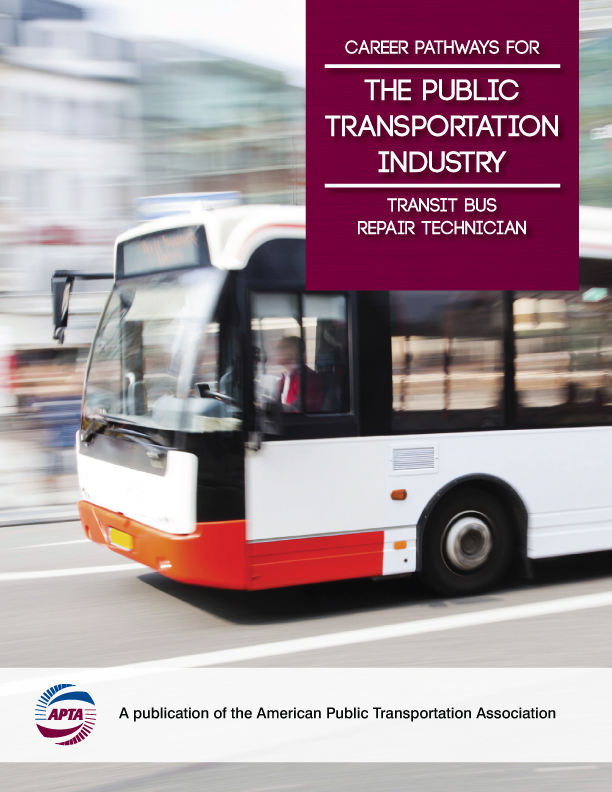 CAREER PATHWAYS FOR
THE PUBLIC
TRANSPORTATION
INDUSTRY
TRANSIT BUS
REPAIR TECHNICIAN
APTA
A publication of the American Public Transportation Association